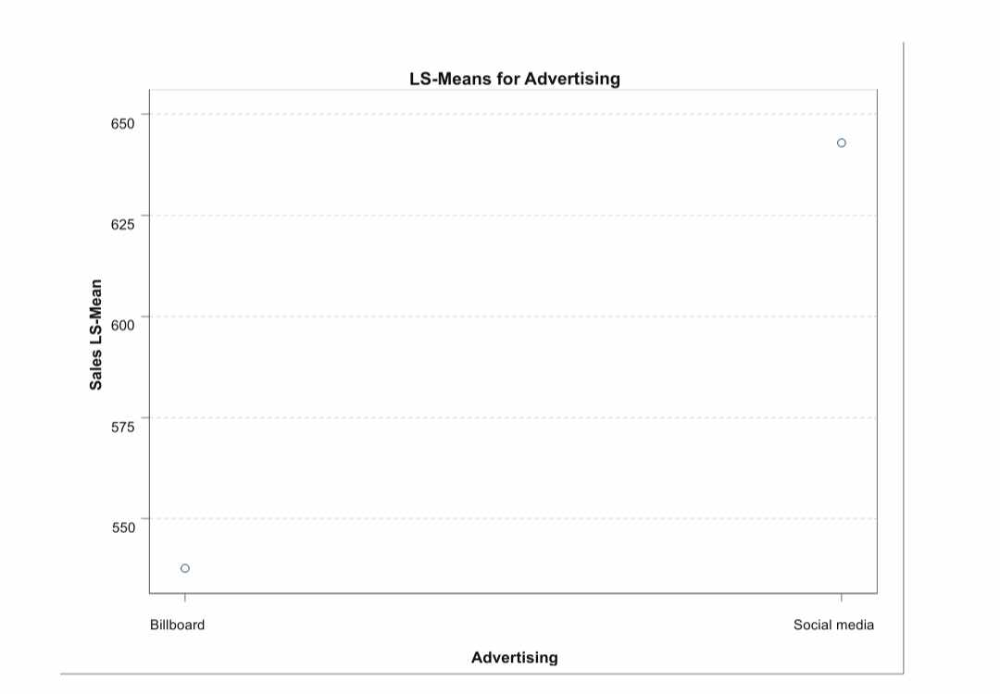 LS-Means for Advertising
650
625
600
575
550
Sales LS-Mean
Billboard
Social media
Advertising